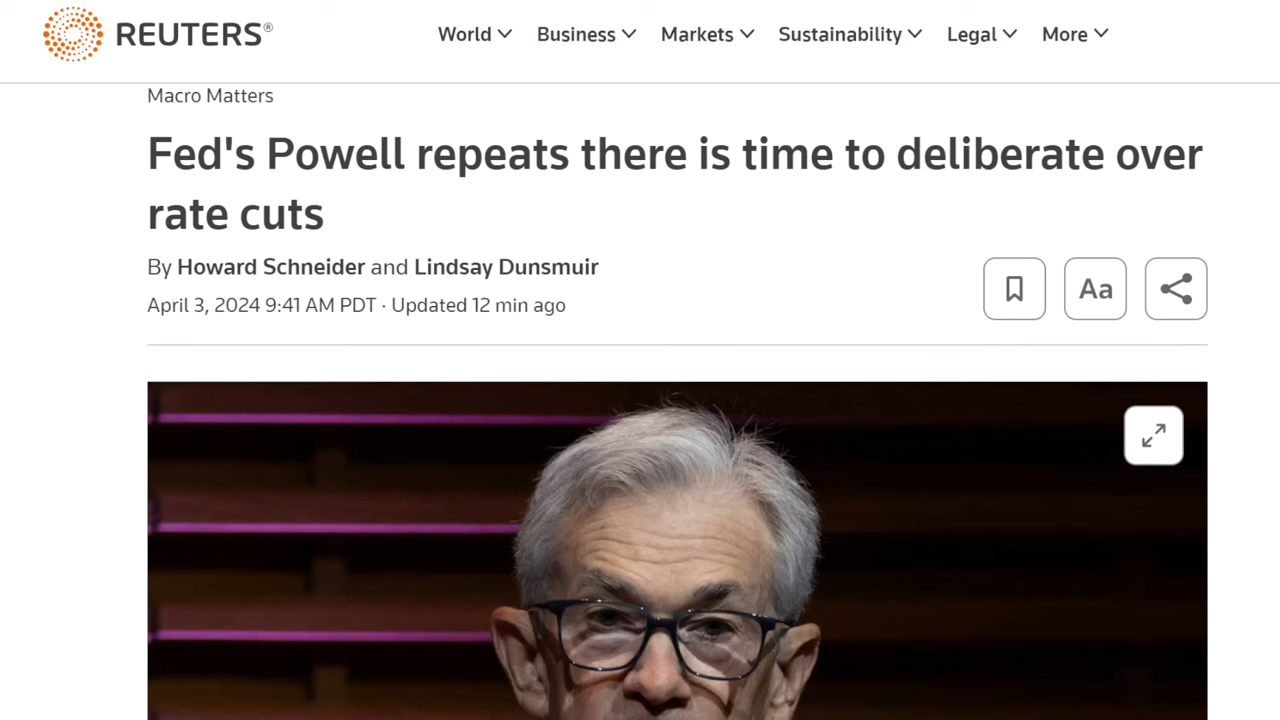 REUTERS®
World Business Markets Sustainability Legal More
Macro Matters
Fed's Powell repeats there is time to deliberate over
rate cuts
By Howard Schneider and Lindsay Dunsmuir
April 3, 2024 9:41 AM PDT · Updated 12 min ago
Aa